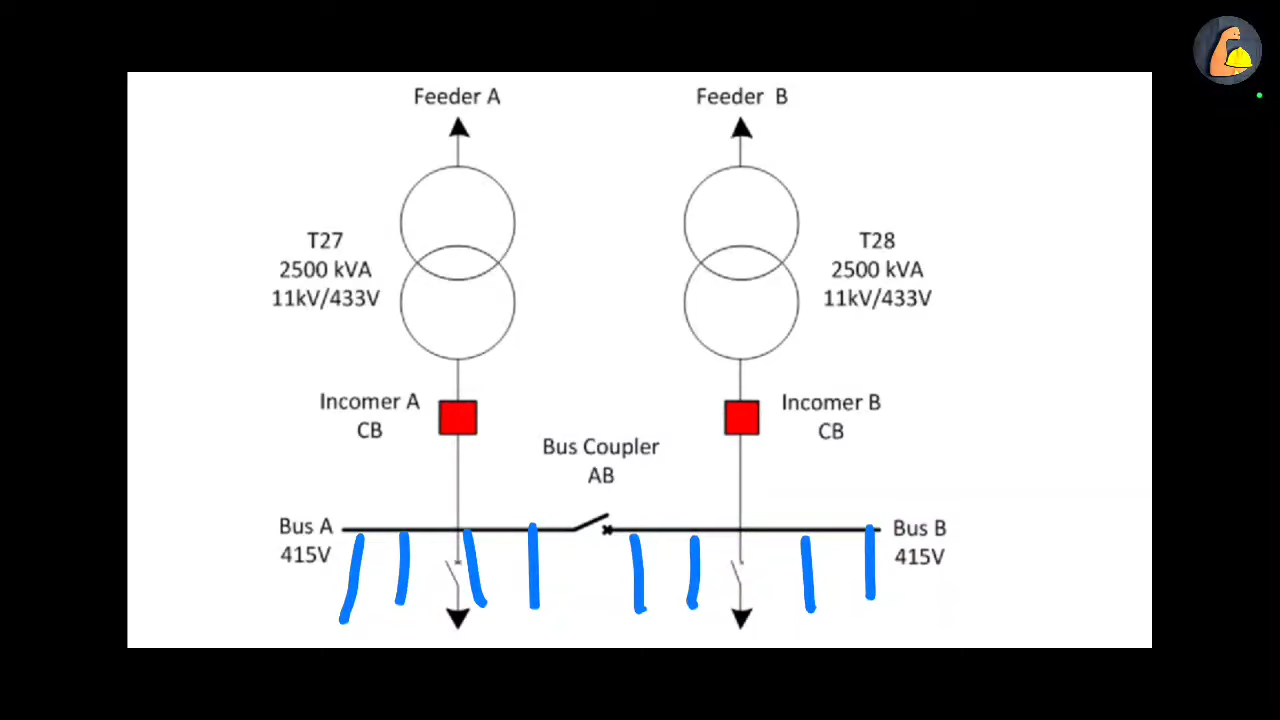 Feeder A
Feeder B
T27
2500 kVA
11kV/433V
T28
2500 kVA
11kV/433V
Incomer A
CB
Incomer B
CB
Bus Coupler
AB
Bus A
415V
Bus B
415V